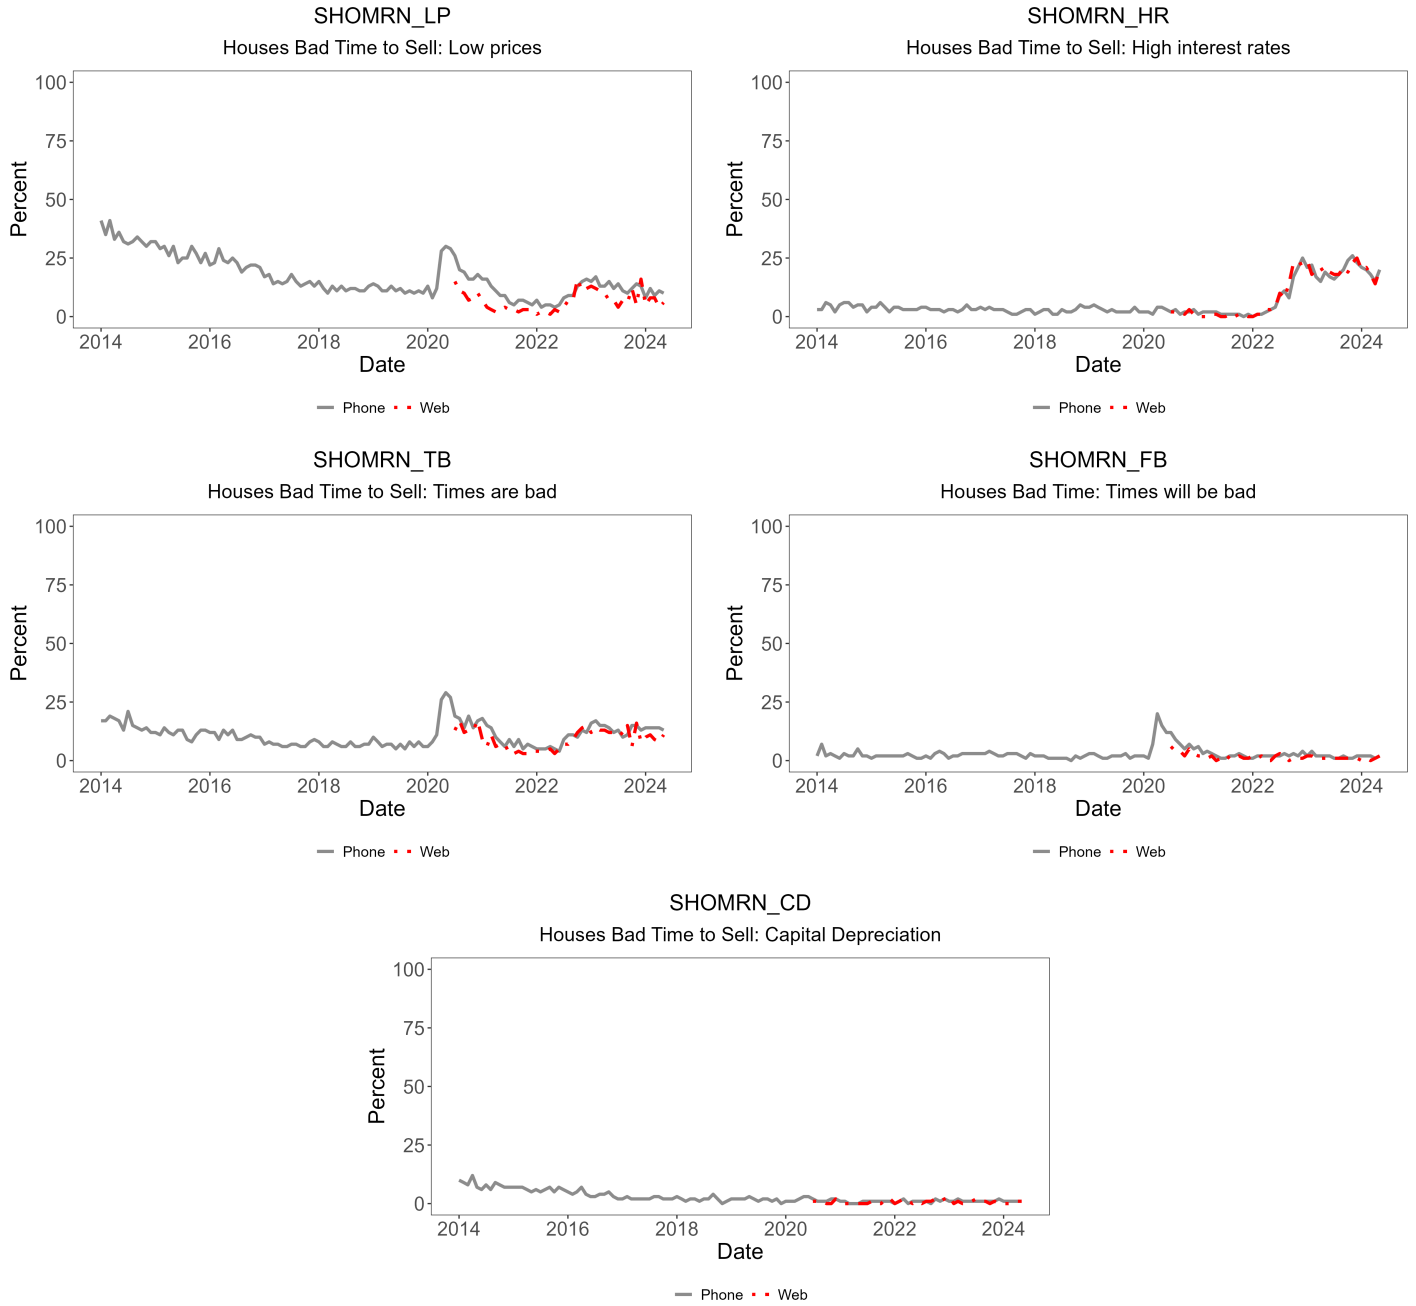 SHOMRN_LP
Houses Bad Time to Sell: Low prices
Percent
100
75
50
25
0
2014 2016 2018 2020 2022 2024
Date
Phone Web
SHOMRN_HR
Houses Bad Time to Sell: High interest rates
Percent
100
75
50
25
0
2014 2016 2018 2020 2022 2024
Date
Phone Web
SHOMRN_TB
Houses Bad Time to Sell: Times are bad
Percent
100
75
50
25
0
2014 2016 2018 2020 2022 2024
Date
Phone Web
SHOMRN_FB
Houses Bad Time: Times will be bad
Percent
100
75
50
25
0
2014 2016 2018 2020 2022 2024
Date
Phone Web
SHOMRN_CD
Houses Bad Time to Sell: Capital Depreciation
Percent
100
75
50
25
0
2014 2016 2018 2020 2022 2024
Date
Phone Web